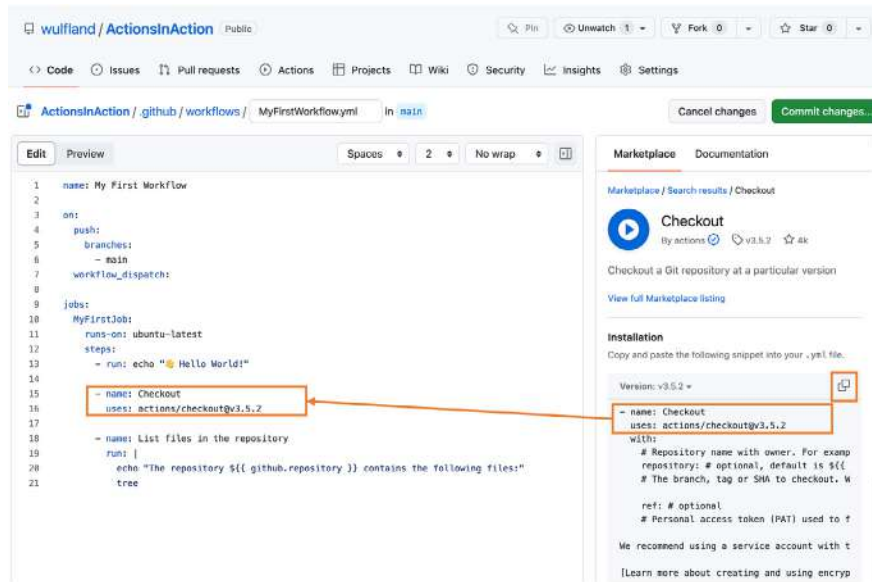 wulfland / ActionsInAction Public
Pin Unwatch 1 Fork 0 Star 0
<> Code Issues Pull requests Actions Projects Wiki Security Insights Settings
ActionsInAction / .github / workflows / MyFirstWorkflow.yml in main
Cancel changes Commit changes...
Edit Preview Spaces 2 No wrap
1 name: My First Workflow
2
3 on:
4 push:
5 branches:
6 - main
7 workflow_dispatch:
8
9 jobs:
10 MyFirstJob:
11 runs-on: ubuntu-latest
12 steps:
13 - run: echo "👋 Hello World!"
14
15 - name: Checkout
16 uses: actions/checkout@v3.5.2
17
18 - name: List files in the repository
19 run: |
20 echo "The repository ${{ github.repository }} contains the following files:"
21 tree
Marketplace Documentation
Marketplace / Search results / Checkout
Checkout
By actions v3.5.2 4k
Checkout a Git repository at a particular version
View full Marketplace listing
Installation
Copy and paste the following snippet into your .yml file.
Version: v3.5.2
- name: Checkout
uses: actions/checkout@v3.5.2
with:
# Repository name with owner. For examp
repository: # optional, default is ${{
# The branch, tag or SHA to checkout. W
ref: # optional
# Personal access token (PAT) used to f
We recommend using a service account with t
[Learn more about creating and using encryp